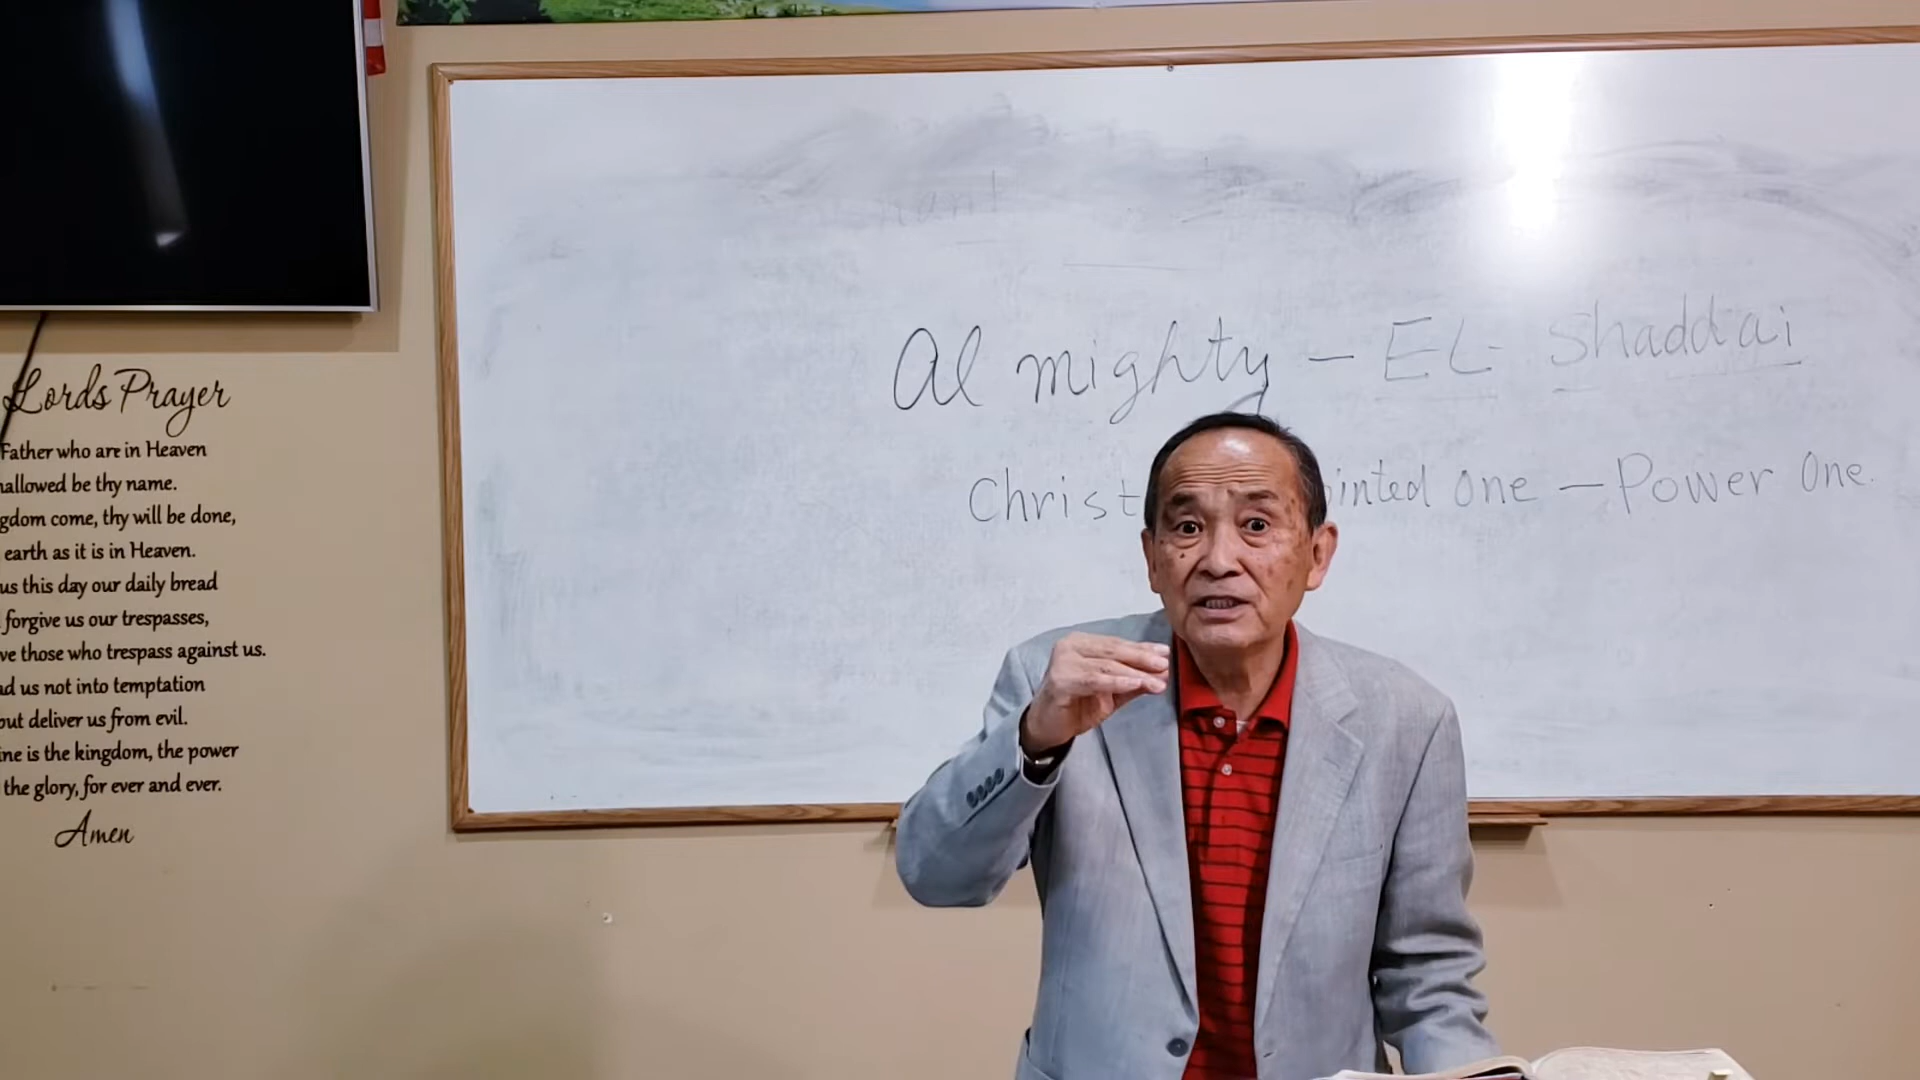 Lords Prayer
Father who are in Heaven
hallowed be thy name.
gdom come, thy will be done,
earth as it is in Heaven.
us this day our daily bread
forgive us our trespasses,
ve those who trespass against us.
ad us not into temptation
but deliver us from evil.
ine is the kingdom, the power
the glory, for ever and ever.
Amen
Almighty - EL- Shaddai
Christ inted One - Power One.